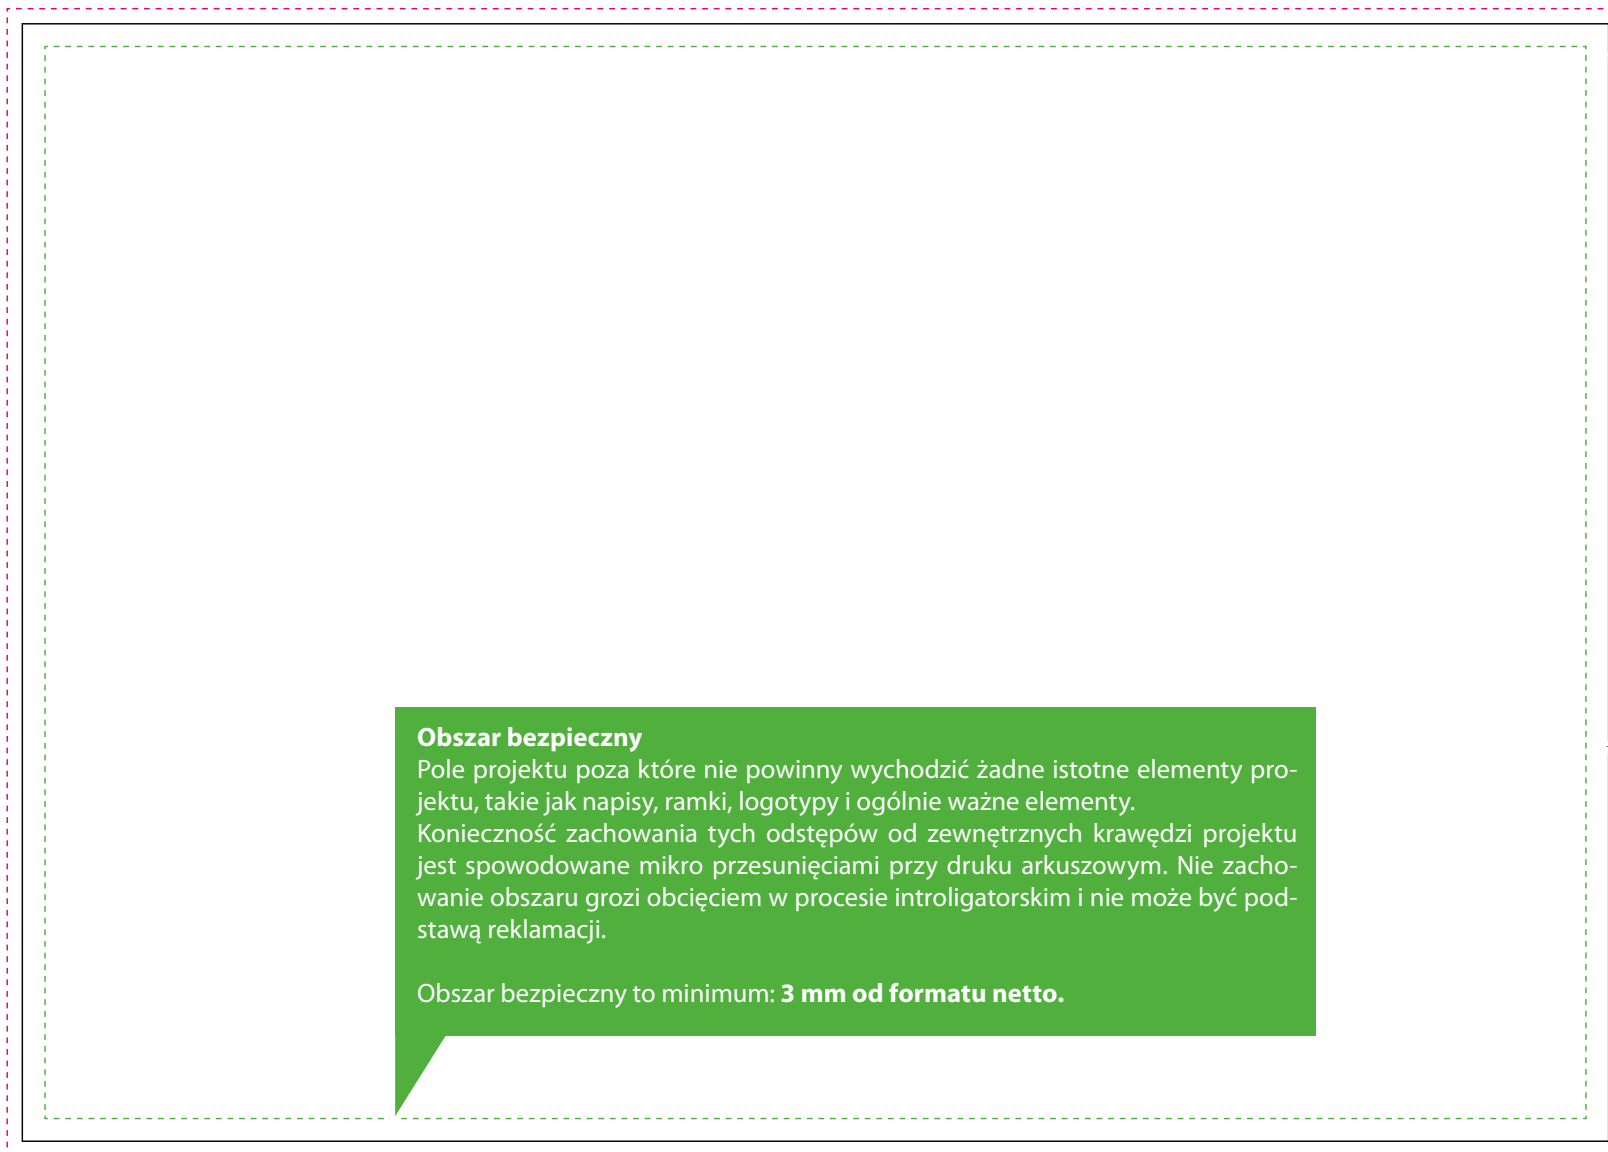 Obszar bezpieczny
Pole projektu poza które nie powinny wychodzić żadne istotne elementy pro-
jektu, takie jak napisy, ramki, logotypy i ogólnie ważne elementy.
Konieczność zachowania tych odstępów od zewnętrznych krawędzi projektu
jest spowodowane mikro przesunięciami przy druku arkuszowym. Nie zacho-
wanie obszaru grozi obcięciem w procesie introligatorskim i nie może być pod-
stawą reklamacji.
Obszar bezpieczny to minimum: 3 mm od formatu netto.